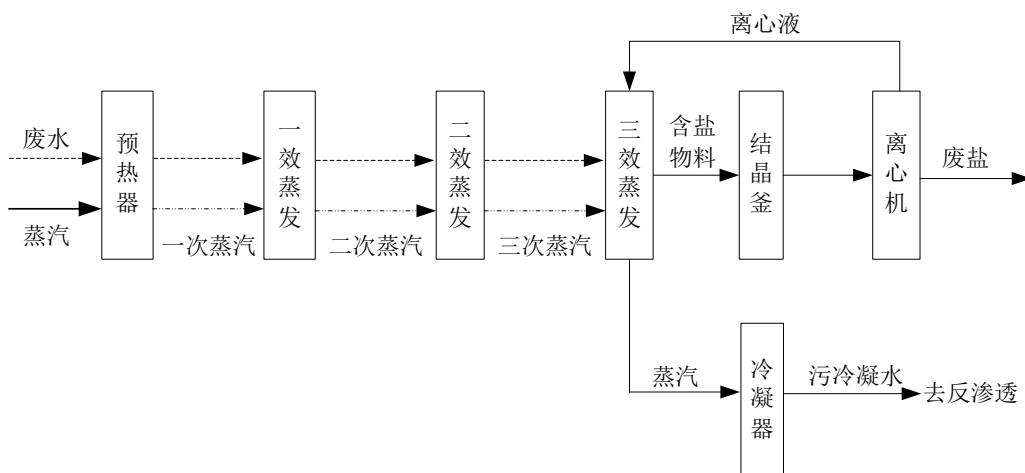 离心液
废水
蒸汽
预热器
一次蒸汽
一效蒸发
二次蒸汽
二效蒸发
三次蒸汽
三效蒸发
含盐
物料
结晶釜
离心机
废盐
蒸汽
冷凝器
污冷凝水
去反渗透